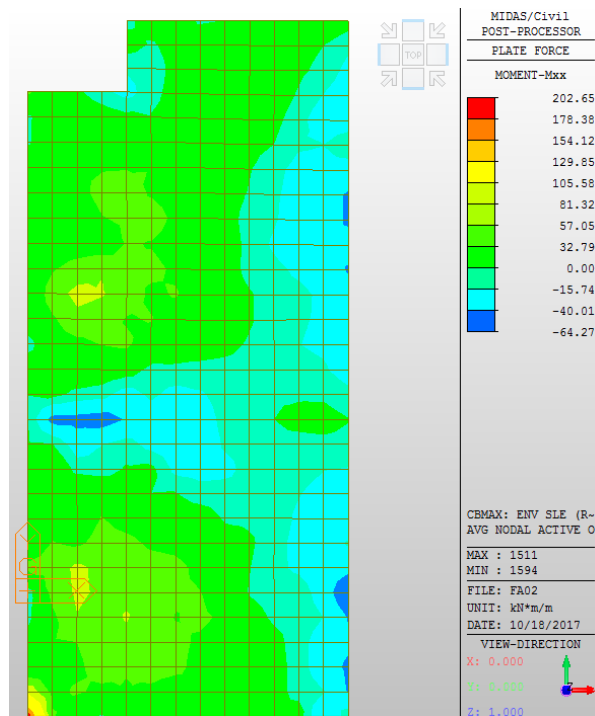 TOP
MIDAS/Civil
POST-PROCESSOR
PLATE FORCE
MOMENT-Mxx
202.65
178.38
154.12
129.85
105.58
81.32
57.05
32.79
0.00
-15.74
-40.01
-64.27
CBMAX: ENV SLE (R~
AVG NODAL ACTIVE O
MAX : 1511
MIN : 1594
FILE: FA02
UNIT: kN*m/m
DATE: 10/18/2017
VIEW-DIRECTION
X: 0.000
Y: 0.000
Z: 1.000